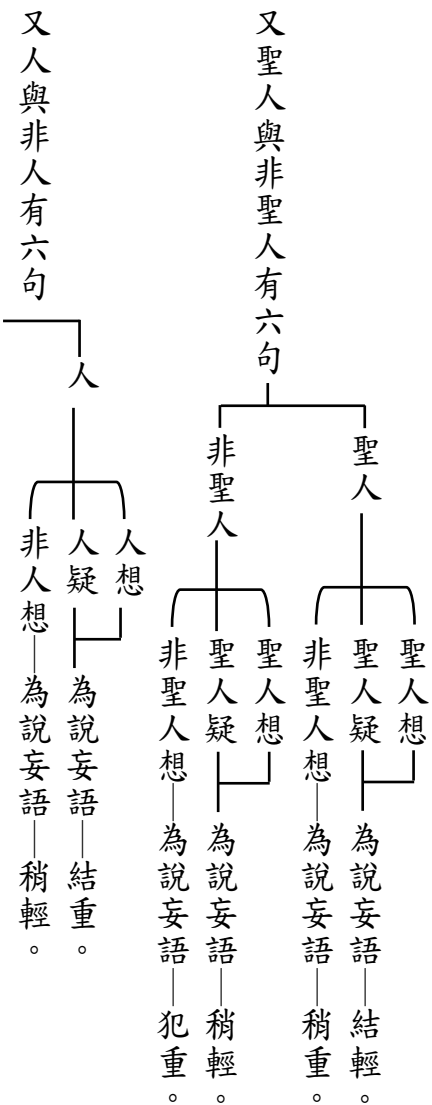 又聖人與非聖人有六句
聖人
聖人想
聖人疑
為說妄語—結輕。
非聖人想—為說妄語—稍重。
非聖人
聖人想
聖人疑
為說妄語—稍輕。
非聖人想—為說妄語—犯重。
又人與非人有六句
人
人想
人疑
為說妄語—結重。
非人想—為說妄語—稍輕。